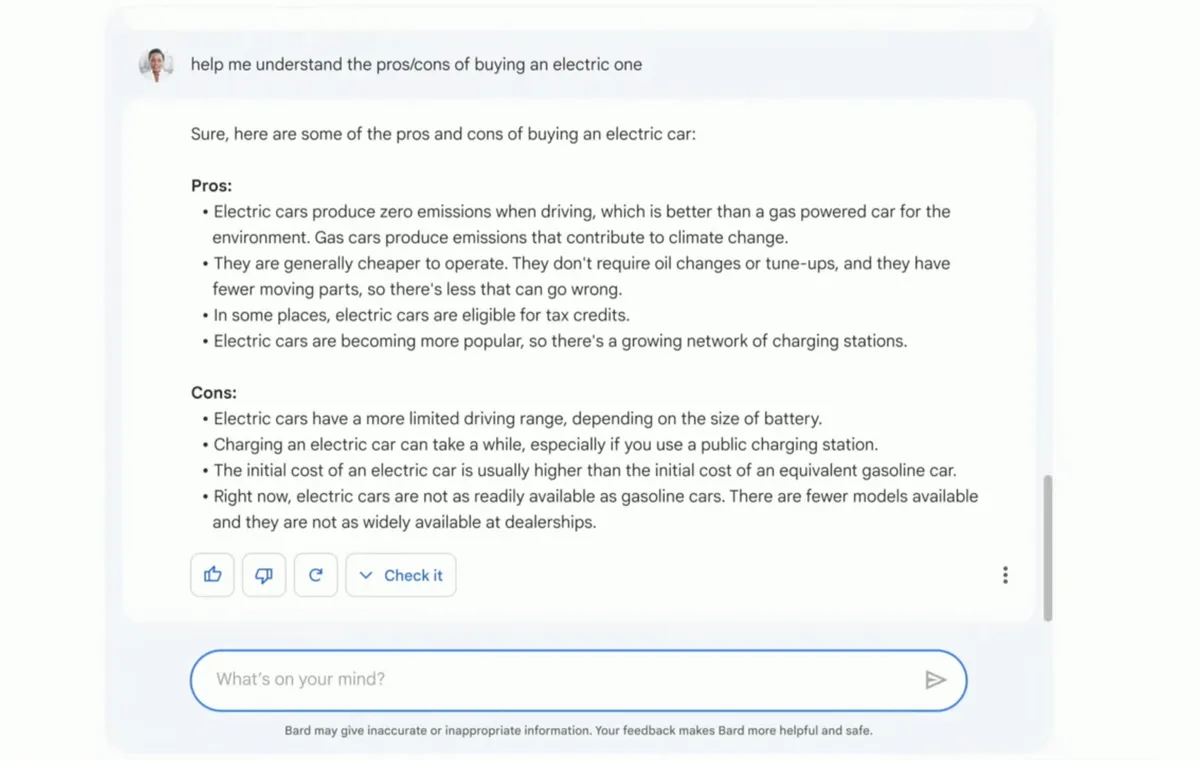 help me understand the pros/cons of buying an electric one
Sure, here are some of the pros and cons of buying an electric car:
Pros:
• Electric cars produce zero emissions when driving, which is better than a gas powered car for the
environment. Gas cars produce emissions that contribute to climate change.
• They are generally cheaper to operate. They don't require oil changes or tune-ups, and they have
fewer moving parts, so there's less that can go wrong.
• In some places, electric cars are eligible for tax credits.
• Electric cars are becoming more popular, so there's a growing network of charging stations.
Cons:
• Electric cars have a more limited driving range, depending on the size of battery.
• Charging an electric car can take a while, especially if you use a public charging station.
• The initial cost of an electric car is usually higher than the initial cost of an equivalent gasoline car.
• Right now, electric cars are not as readily available as gasoline cars. There are fewer models available
and they are not as widely available at dealerships.
Check it
What's on your mind?
Bard may give inaccurate or inappropriate information. Your feedback makes Bard more helpful and safe.